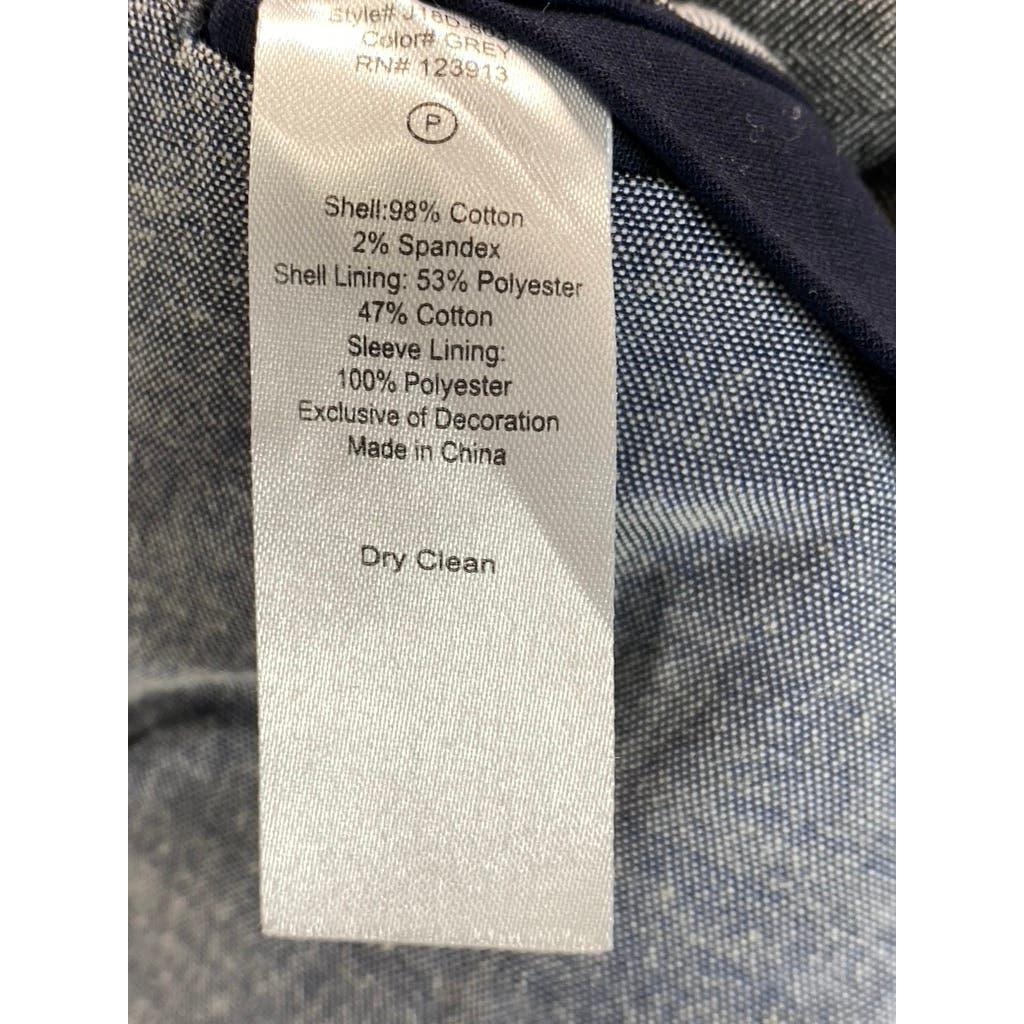 Style#
Color# GREY
RN# 123913
P
Shell:98% Cotton
2% Spandex
Shell Lining: 53% Polyester
47% Cotton
Sleeve Lining:
100% Polyester
Exclusive of Decoration
Made in China
Dry Clean